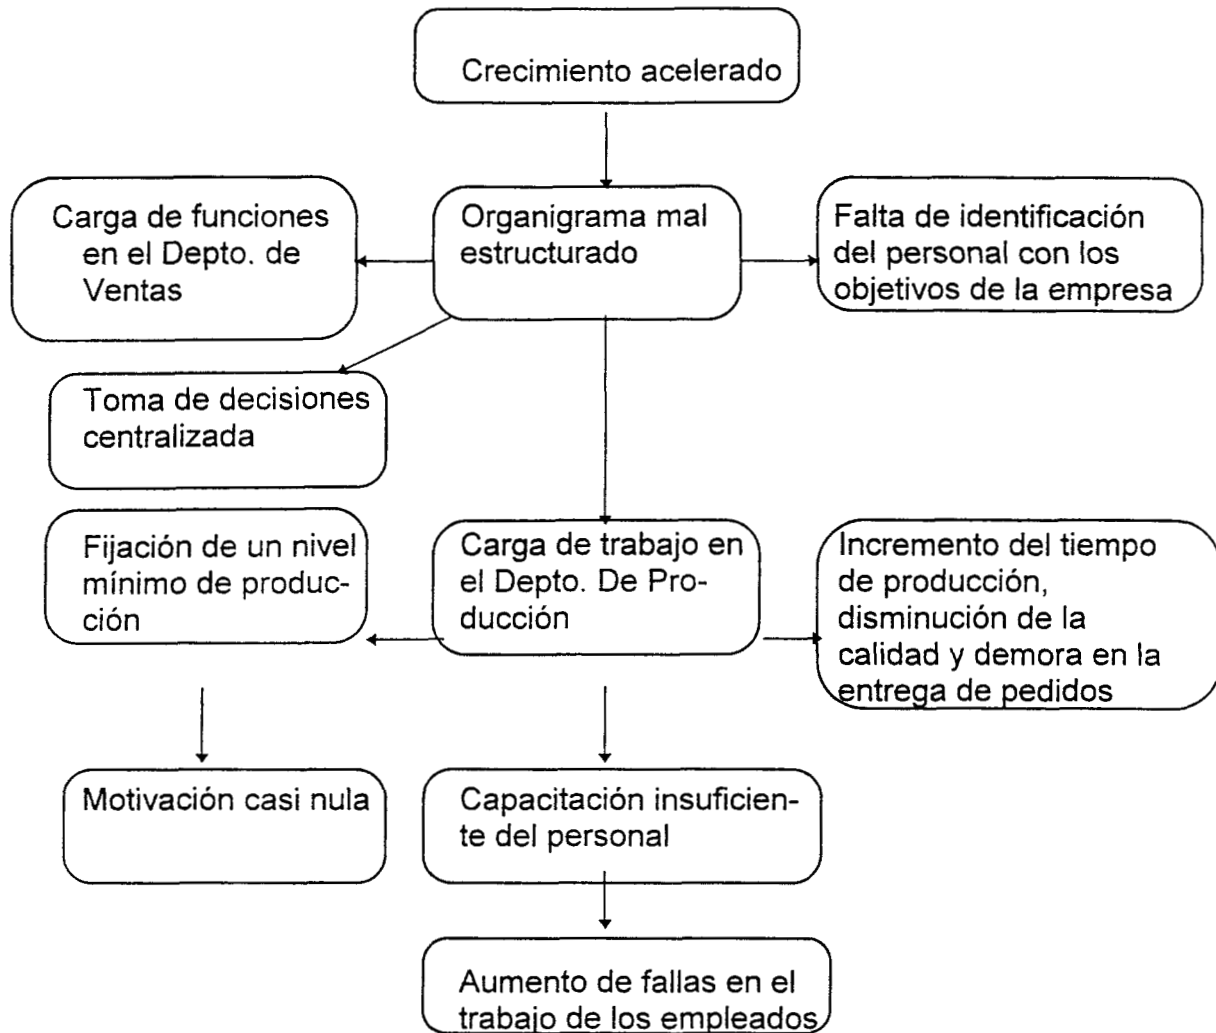 Crecimiento acelerado
Carga de funciones
en el Depto. de
Ventas
Organigrama mal
estructurado
Falta de identificación
del personal con los
objetivos de la empresa
Toma de decisiones
centralizada
Fijación de un nivel
mínimo de produc-
ción
Carga de trabajo en
el Depto. De Pro-
ducción
Incremento del tiempo
de producción,
disminución de la
calidad y demora en la
entrega de pedidos
Motivación casi nula
Capacitación insuficien-
te del personal
Aumento de fallas en el
trabajo de los empleados